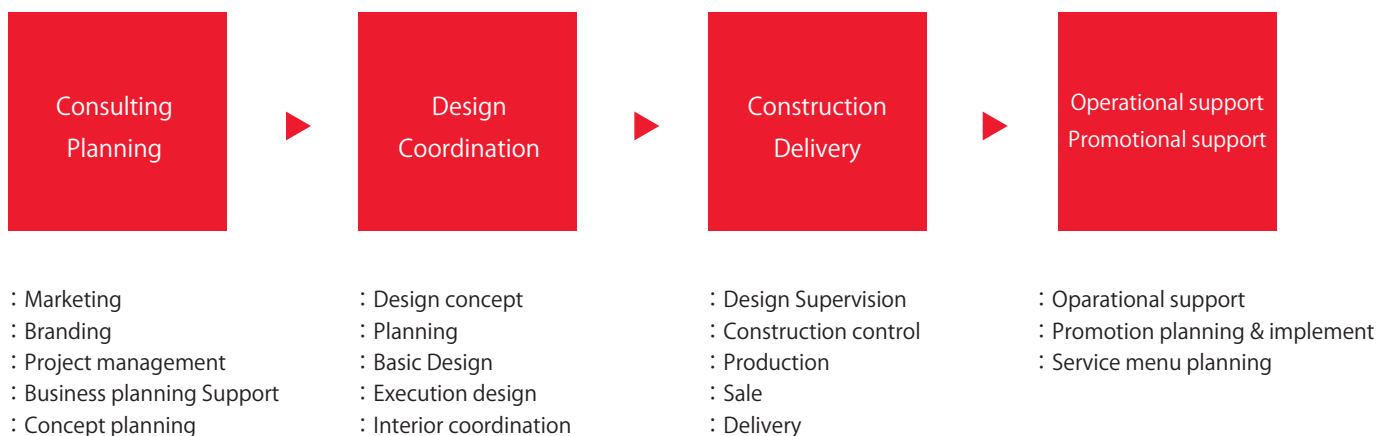 Consulting
Planning
Design
Coordination
Construction
Delivery
Operational support
Promotional support
：Marketing
：Branding
：Project management
：Business planning Support
：Concept planning
：Design concept
：Planning
：Basic Design
：Execution design
：Interior coordination
：Design Supervision
：Construction control
：Production
：Sale
：Delivery
：Oparational support
：Promotion planning & implement
：Service menu planning